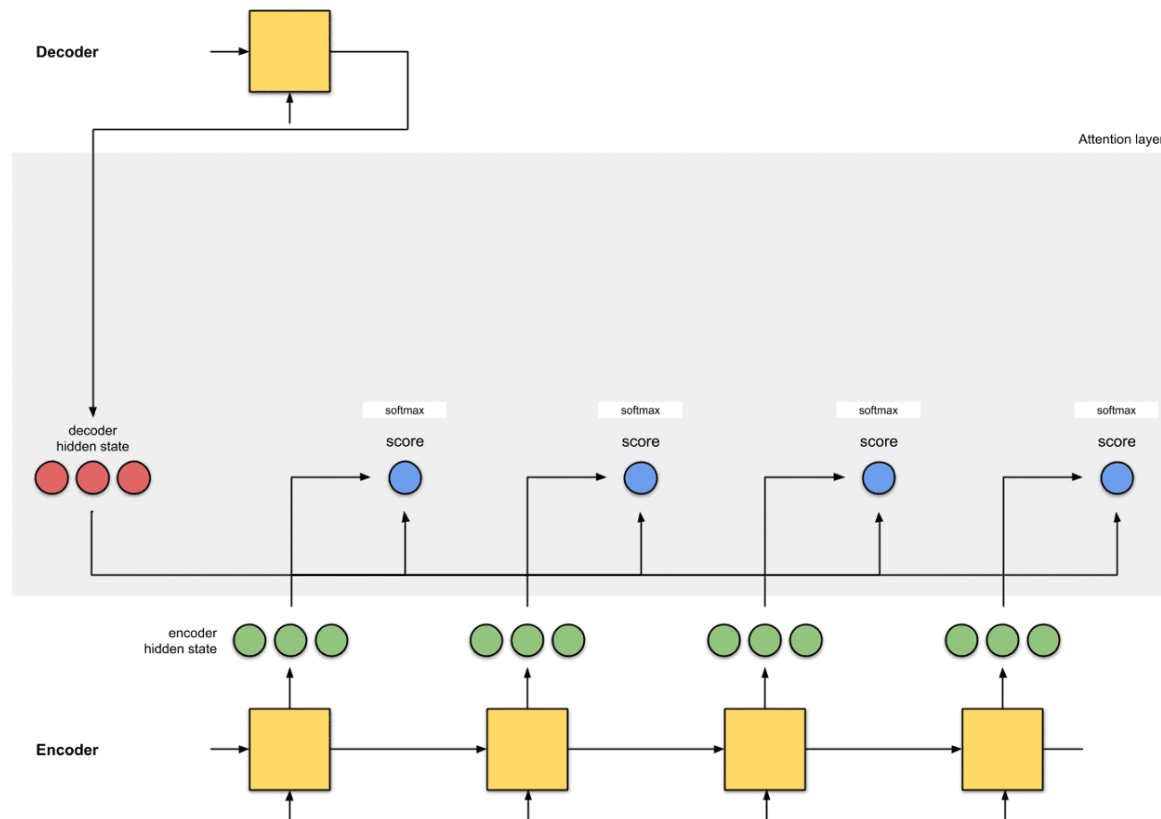 Decoder
Attention layer
softmax softmax softmax softmax
decoder
hidden state
score score score score
encoder
hidden state
Encoder